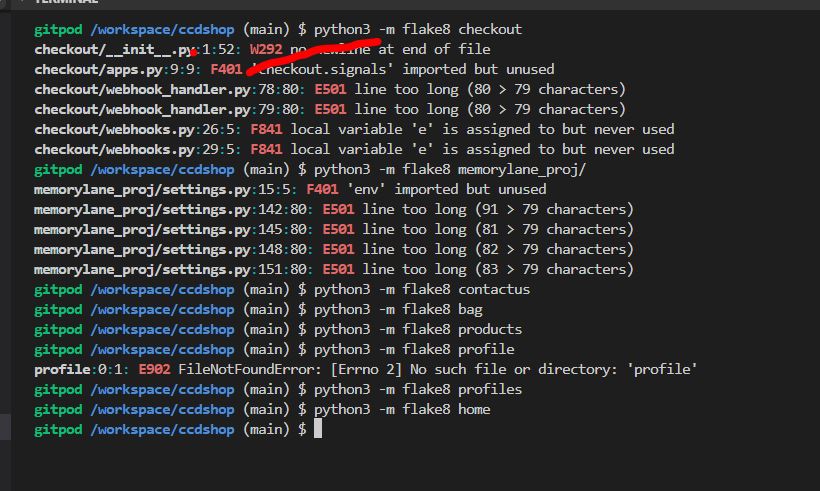 TERMINAL
gitpod /workspace/ccdshop (main) $ python3 -m flake8 checkout
checkout/__init__.py:1:52: W292 no newline at end of file
checkout/apps.py:9:9: F401 'checkout.signals' imported but unused
checkout/webhook_handler.py:78:80: E501 line too long (80 > 79 characters)
checkout/webhook_handler.py:79:80: E501 line too long (80 > 79 characters)
checkout/webhooks.py:26:5: F841 local variable 'e' is assigned to but never used
checkout/webhooks.py:29:5: F841 local variable 'e' is assigned to but never used
gitpod /workspace/ccdshop (main) $ python3 -m flake8 memorylane_proj/
memorylane_proj/settings.py:15:5: F401 'env' imported but unused
memorylane_proj/settings.py:142:80: E501 line too long (91 > 79 characters)
memorylane_proj/settings.py:145:80: E501 line too long (81 > 79 characters)
memorylane_proj/settings.py:148:80: E501 line too long (82 > 79 characters)
memorylane_proj/settings.py:151:80: E501 line too long (83 > 79 characters)
gitpod /workspace/ccdshop (main) $ python3 -m flake8 contactus
gitpod /workspace/ccdshop (main) $ python3 -m flake8 bag
gitpod /workspace/ccdshop (main) $ python3 -m flake8 products
gitpod /workspace/ccdshop (main) $ python3 -m flake8 profile
profile:0:1: E902 FileNotFoundError: [Errno 2] No such file or directory: 'profile'
gitpod /workspace/ccdshop (main) $ python3 -m flake8 profiles
gitpod /workspace/ccdshop (main) $ python3 -m flake8 home
gitpod /workspace/ccdshop (main) $